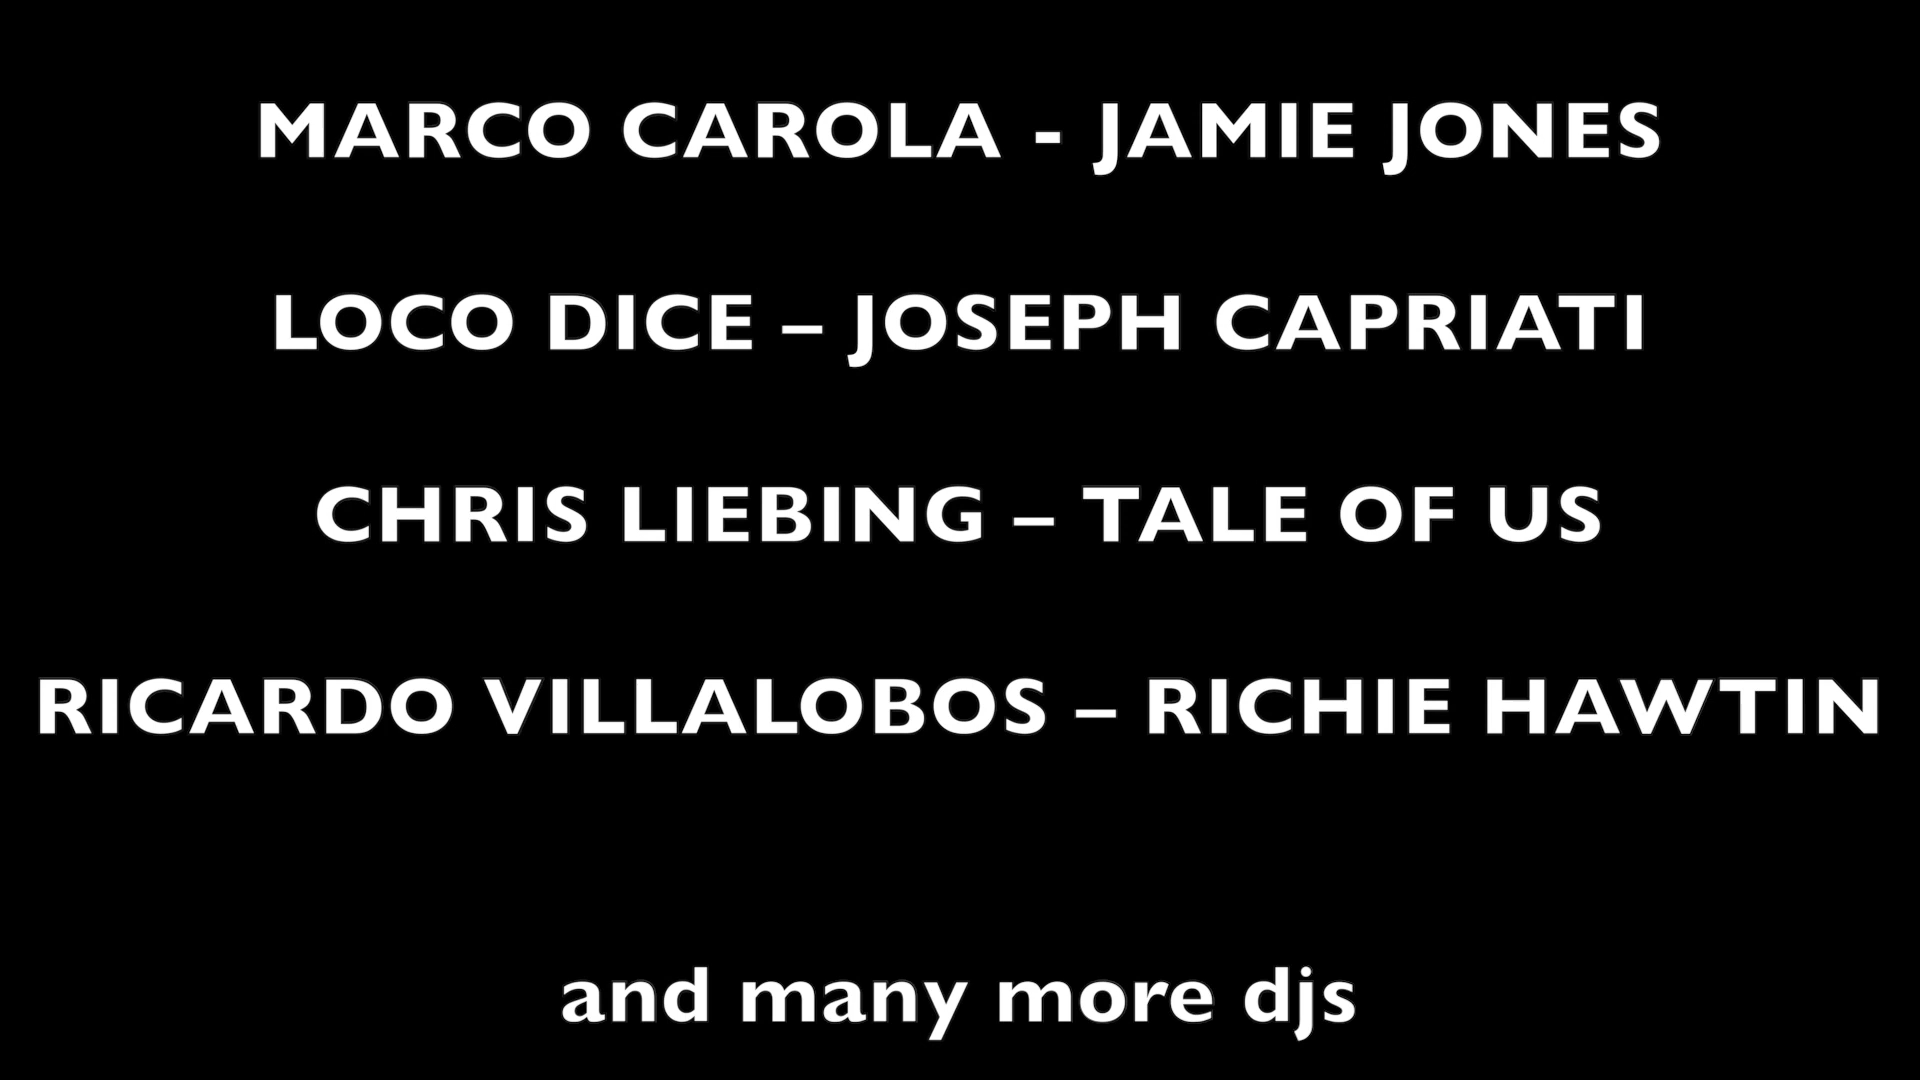 MARCO CAROLA - JAMIE JONES
LOCO DICE – JOSEPH CAPRIATI
CHRIS LIEBING – TALE OF US
RICARDO VILLALOBOS – RICHIE HAWTIN
and many more djs